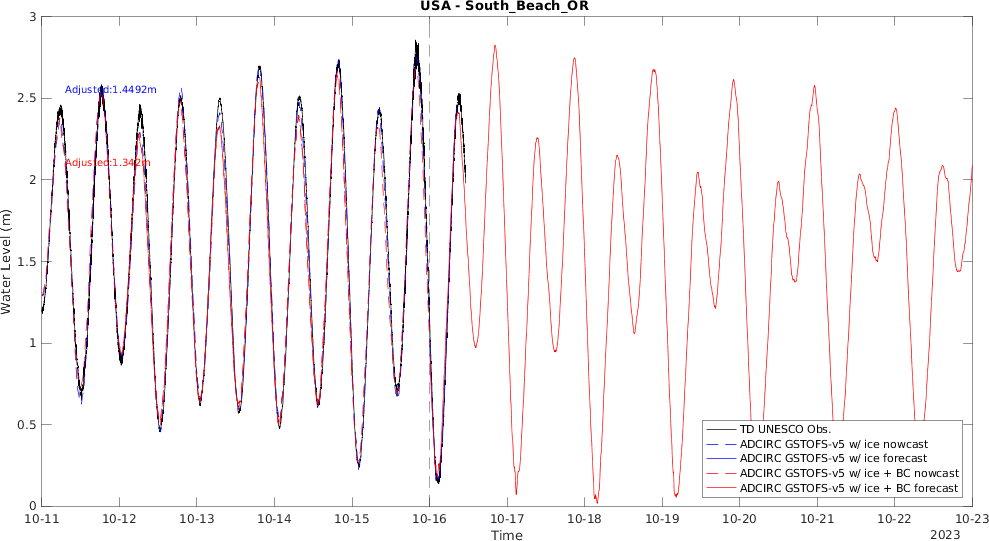 USA - South_Beach_OR
3
2.5
2
1.5
1
0.5
0
Water Level (m)
Adjusted:1.4492m
Adjusted:1.342m
TD UNESCO Obs.
ADCIRC GSTOFS-v5 w/ ice nowcast
ADCIRC GSTOFS-v5 w/ ice forecast
ADCIRC GSTOFS-v5 w/ ice + BC nowcast
ADCIRC GSTOFS-v5 w/ ice + BC forecast
10-11 10-12 10-13 10-14 10-15 10-16 10-17 10-18 10-19 10-20 10-21 10-22 10-23
Time
2023